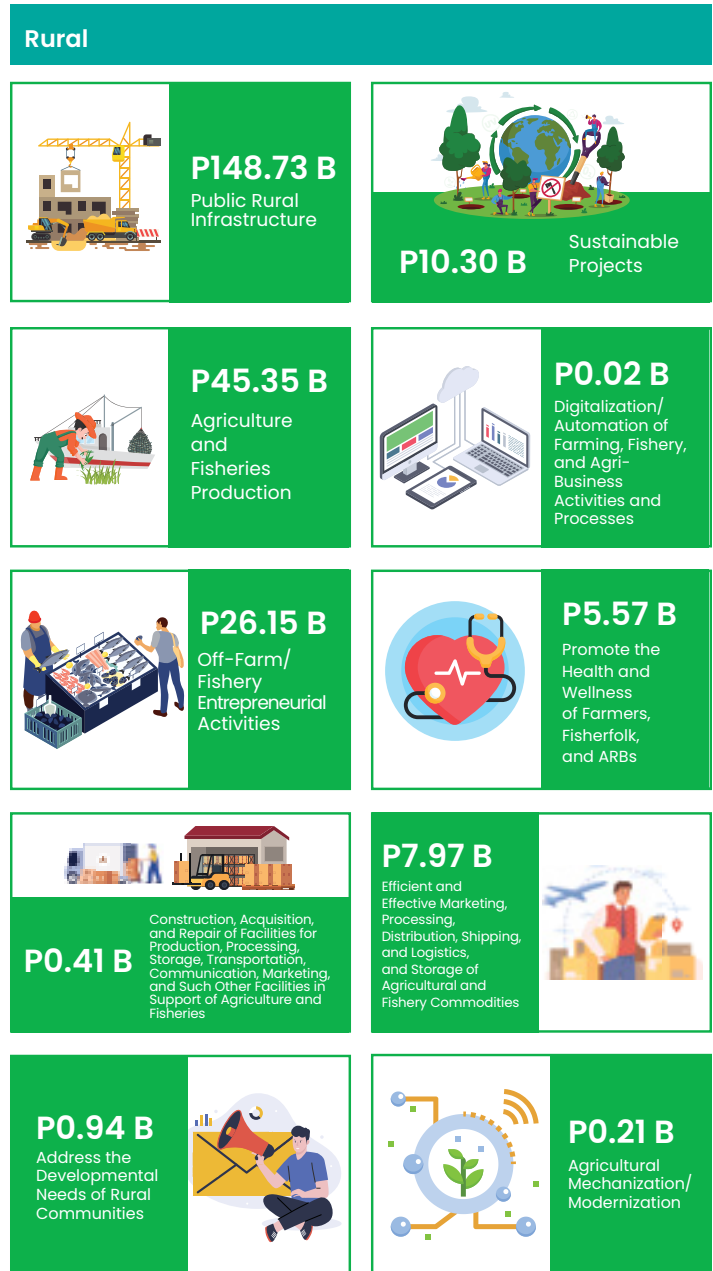 Rural
P148.73 B
Public Rural
Infrastructure
P10.30 B
Sustainable
Projects
P45.35 B
Agriculture
and
Fisheries
Production
P0.02 B
Digitalization/
Automation of
Farming, Fishery,
and Agri-
Business
Activities and
Processes
P26.15 B
Off-Farm/
Fishery
Entrepreneurial
Activities
P5.57 B
Promote the
Health and
Wellness
of Farmers,
Fisherfolk,
and ARBs
P0.41 B
Construction, Acquisition,
and Repair of Facilities for
Production, Processing,
Storage, Transportation,
Communication, Marketing,
and Such Other Facilities in
Support of Agriculture and
Fisheries
P7.97 B
Efficient and
Effective Marketing,
Processing,
Distribution, Shipping,
and Logistics,
and Storage of
Agricultural and
Fishery Commodities
P0.94 B
Address the
Developmental
Needs of Rural
Communities
P0.21 B
Agricultural
Mechanization/
Modernization